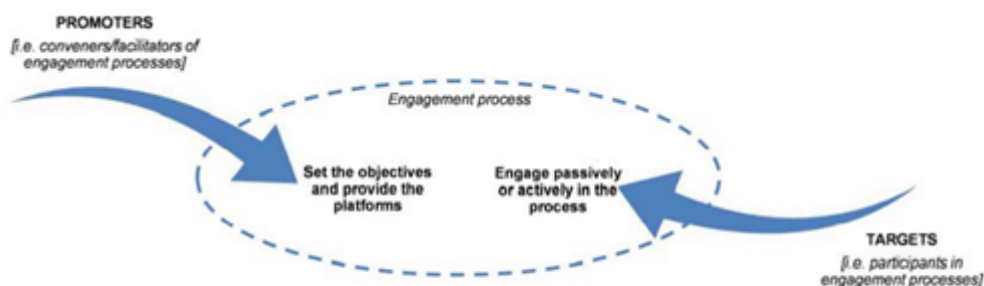 PROMOTERS
[i.e. conveners/facilitators of
engagement processes]
Engagement process
Set the objectives
and provide the
platforms
Engage passively
or actively in the
process
TARGETS
[i.e. participants in
engagement processes]